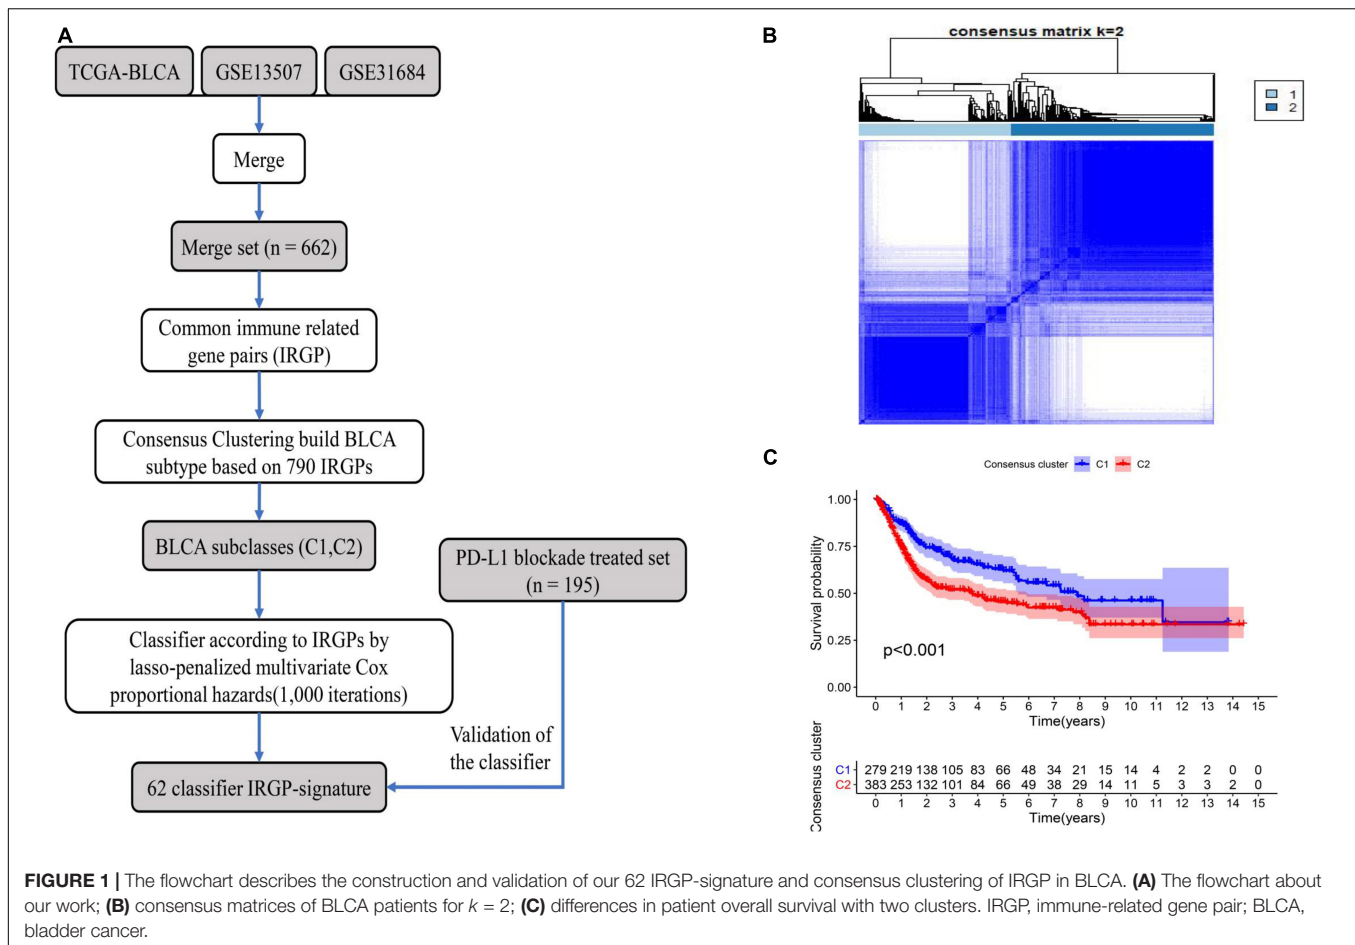 A
TCGA-BLCA
GSE13507
GSE31684
Merge
Merge set (n = 662)
Common immune related
gene pairs (IRGP)
Consensus Clustering build BLCA
subtype based on 790 IRGPs
BLCA subclasses (C1,C2)
PD-L1 blockade treated set
(n = 195)
Classifier according to IRGPs by
lasso-penalized multivariate Cox
proportional hazards(1,000 iterations)
Validation of
the classifier
62 classifier IRGP-signature
B
consensus matrix k=2
1
2
C
Consensus cluster C1 C2
Survival probability
1.00
0.75
0.50
0.25
0.00
p<0.001
0 1 2 3 4 5 6 7 8 9 10 11 12 13 14 15
Time(years)
Consensus cluster
C1 279 219 138 105 83 66 48 34 21 15 14 4 2 2 0 0
C2 383 253 132 101 84 66 49 38 29 14 11 5 3 3 2 0
0 1 2 3 4 5 6 7 8 9 10 11 12 13 14 15
Time(years)
FIGURE 1 | The flowchart describes the construction and validation of our 62 IRGP-signature and consensus clustering of IRGP in BLCA. (A) The flowchart about
our work; (B) consensus matrices of BLCA patients for k = 2; (C) differences in patient overall survival with two clusters. IRGP, immune-related gene pair; BLCA,
bladder cancer.